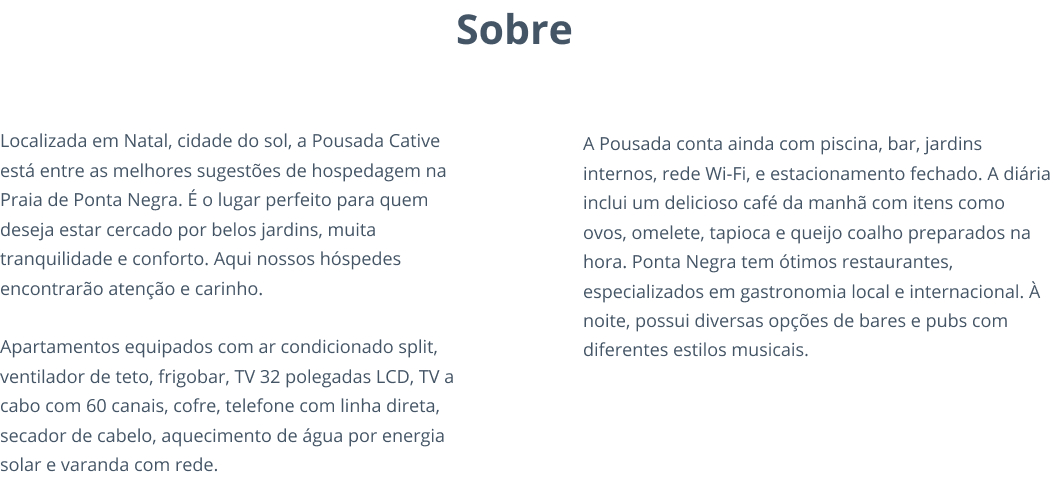 Sobre
Localizada em Natal, cidade do sol, a Pousada Cative
está entre as melhores sugestões de hospedagem na
Praia de Ponta Negra. É o lugar perfeito para quem
deseja estar cercado por belos jardins, muita
tranquilidade e conforto. Aqui nossos hóspedes
encontrarão atenção e carinho.
Apartamentos equipados com ar condicionado split,
ventilador de teto, frigobar, TV 32 polegadas LCD, TV a
cabo com 60 canais, cofre, telefone com linha direta,
secador de cabelo, aquecimento de água por energia
solar e varanda com rede.
A Pousada conta ainda com piscina, bar, jardins
internos, rede Wi-Fi, e estacionamento fechado. A diária
inclui um delicioso café da manhã com itens como
ovos, omelete, tapioca e queijo coalho preparados na
hora. Ponta Negra tem ótimos restaurantes,
especializados em gastronomia local e internacional. À
noite, possui diversas opções de bares e pubs com
diferentes estilos musicais.